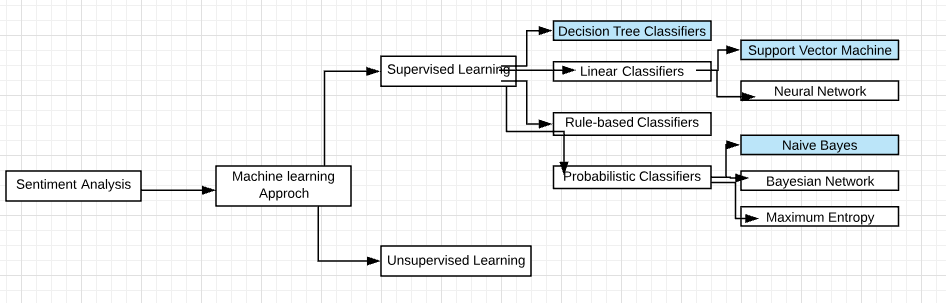 Decision Tree Classifiers
Support Vector Machine
Supervised Learning
Linear Classifiers
Neural Network
Rule-based Classifiers
Naive Bayes
Machine learning
Approch
Sentiment Analysis
Probabilistic Classifiers
Bayesian Network
Maximum Entropy
Unsupervised Learning